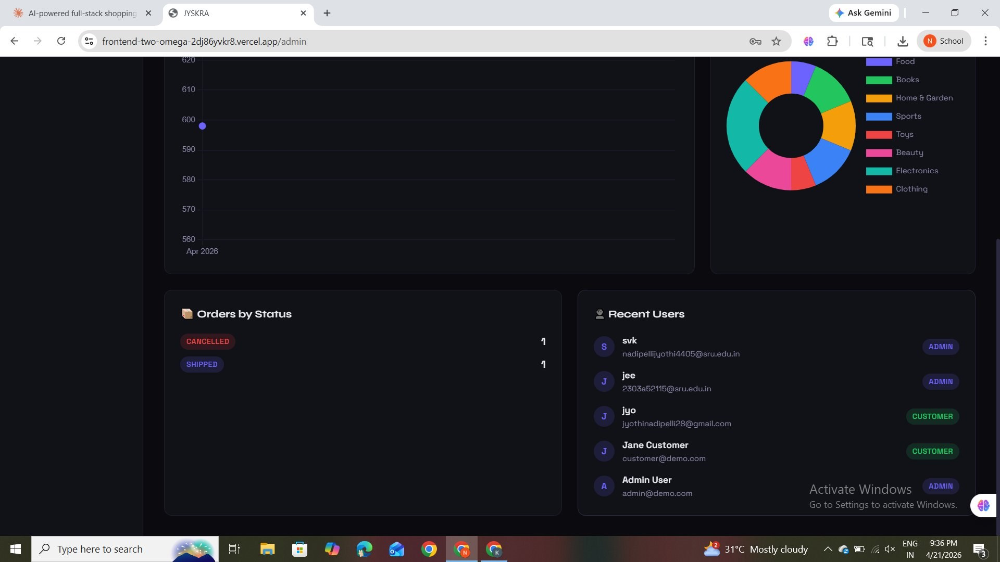 AI-powered full-stack shopping
JYSKRA
Ask Gemini
frontend-two-omega-2dj86yvkr8.vercel.app/admin
N School
620
610
600
590
580
570
560
Apr 2026
Food
Books
Home & Garden
Sports
Toys
Beauty
Electronics
Clothing
Orders by Status
CANCELLED 1
SHIPPED 1
Recent Users
S svk ADMIN
nadipellijyothi4405@sru.edu.in
J jee ADMIN
2303a52115@sru.edu.in
J jyo CUSTOMER
jyothinadipelli28@gmail.com
J Jane Customer CUSTOMER
customer@demo.com
A Admin User ADMIN
admin@demo.com
Activate Windows
Go to Settings to activate Windows.
Type here to search
N
K
2
31°C Mostly cloudy
ENG
IN
9:36 PM
4/21/2026
3